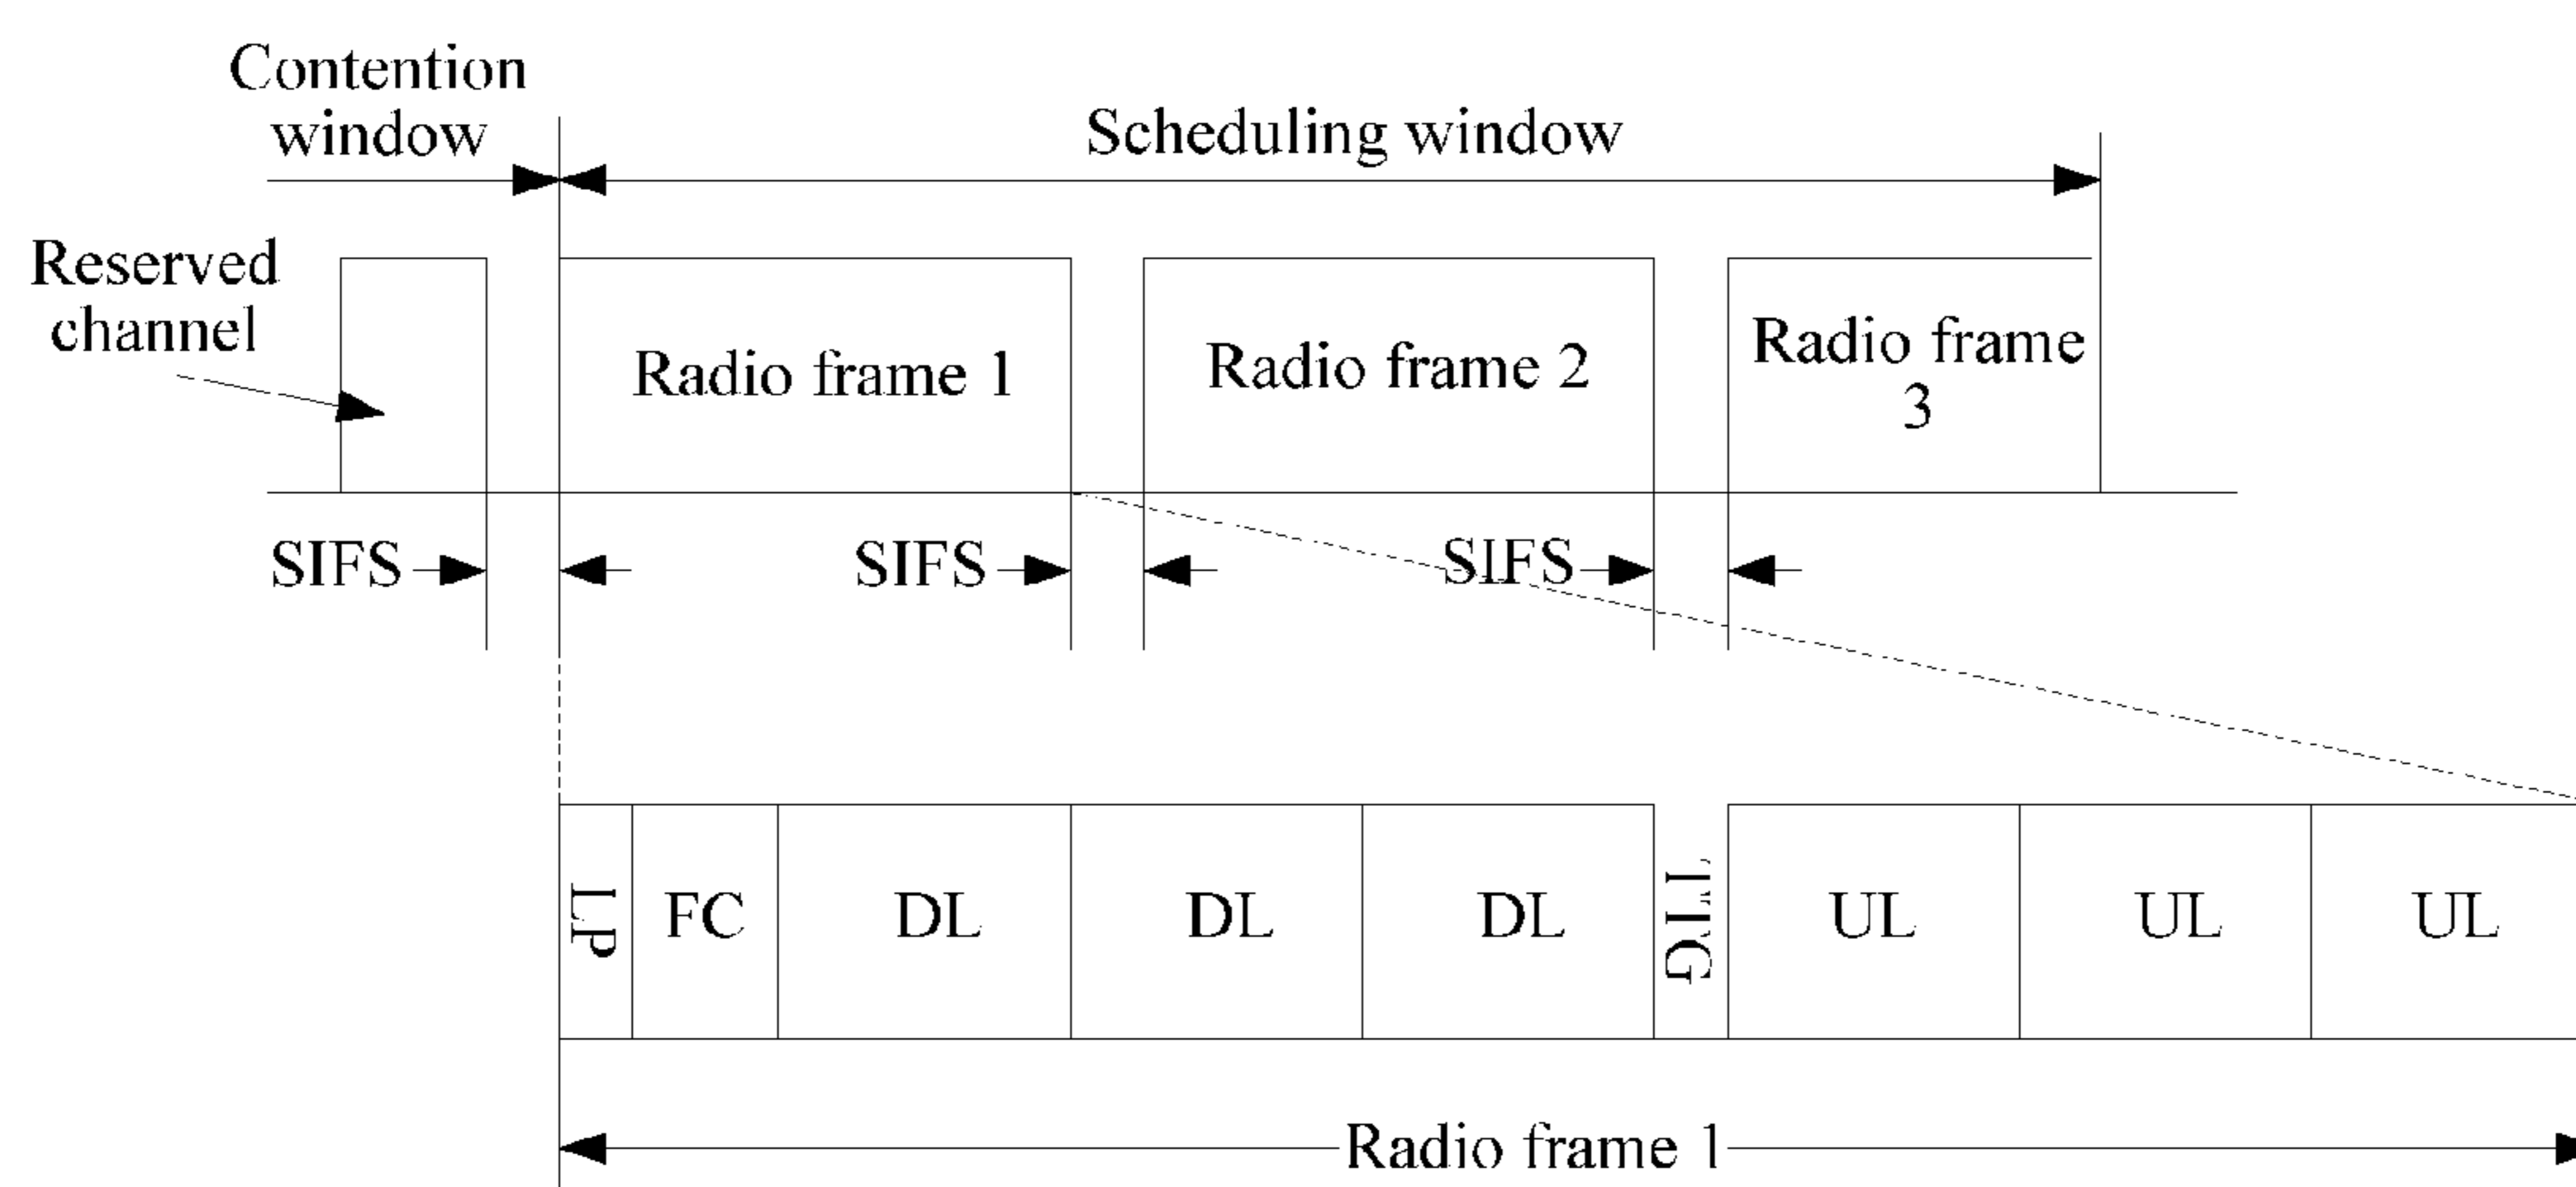 Contention
window
Scheduling window
Reserved
channel
Radio frame 1
Radio frame 2
Radio frame
3
SIFS
SIFS
SIFS
LP
FC
DL
DL
DL
TTG
UL
UL
UL
Radio frame 1